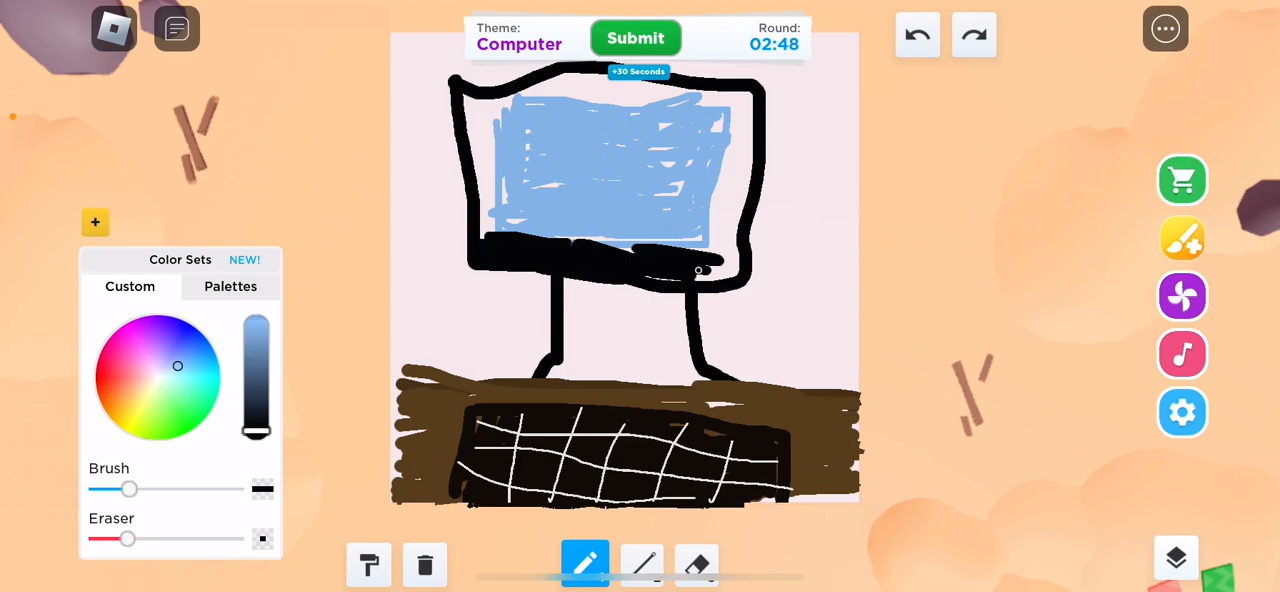 Theme:
Computer
Submit
Round:
02:48
+30 Seconds
+
Color Sets NEW!
Custom Palettes
Brush
Eraser